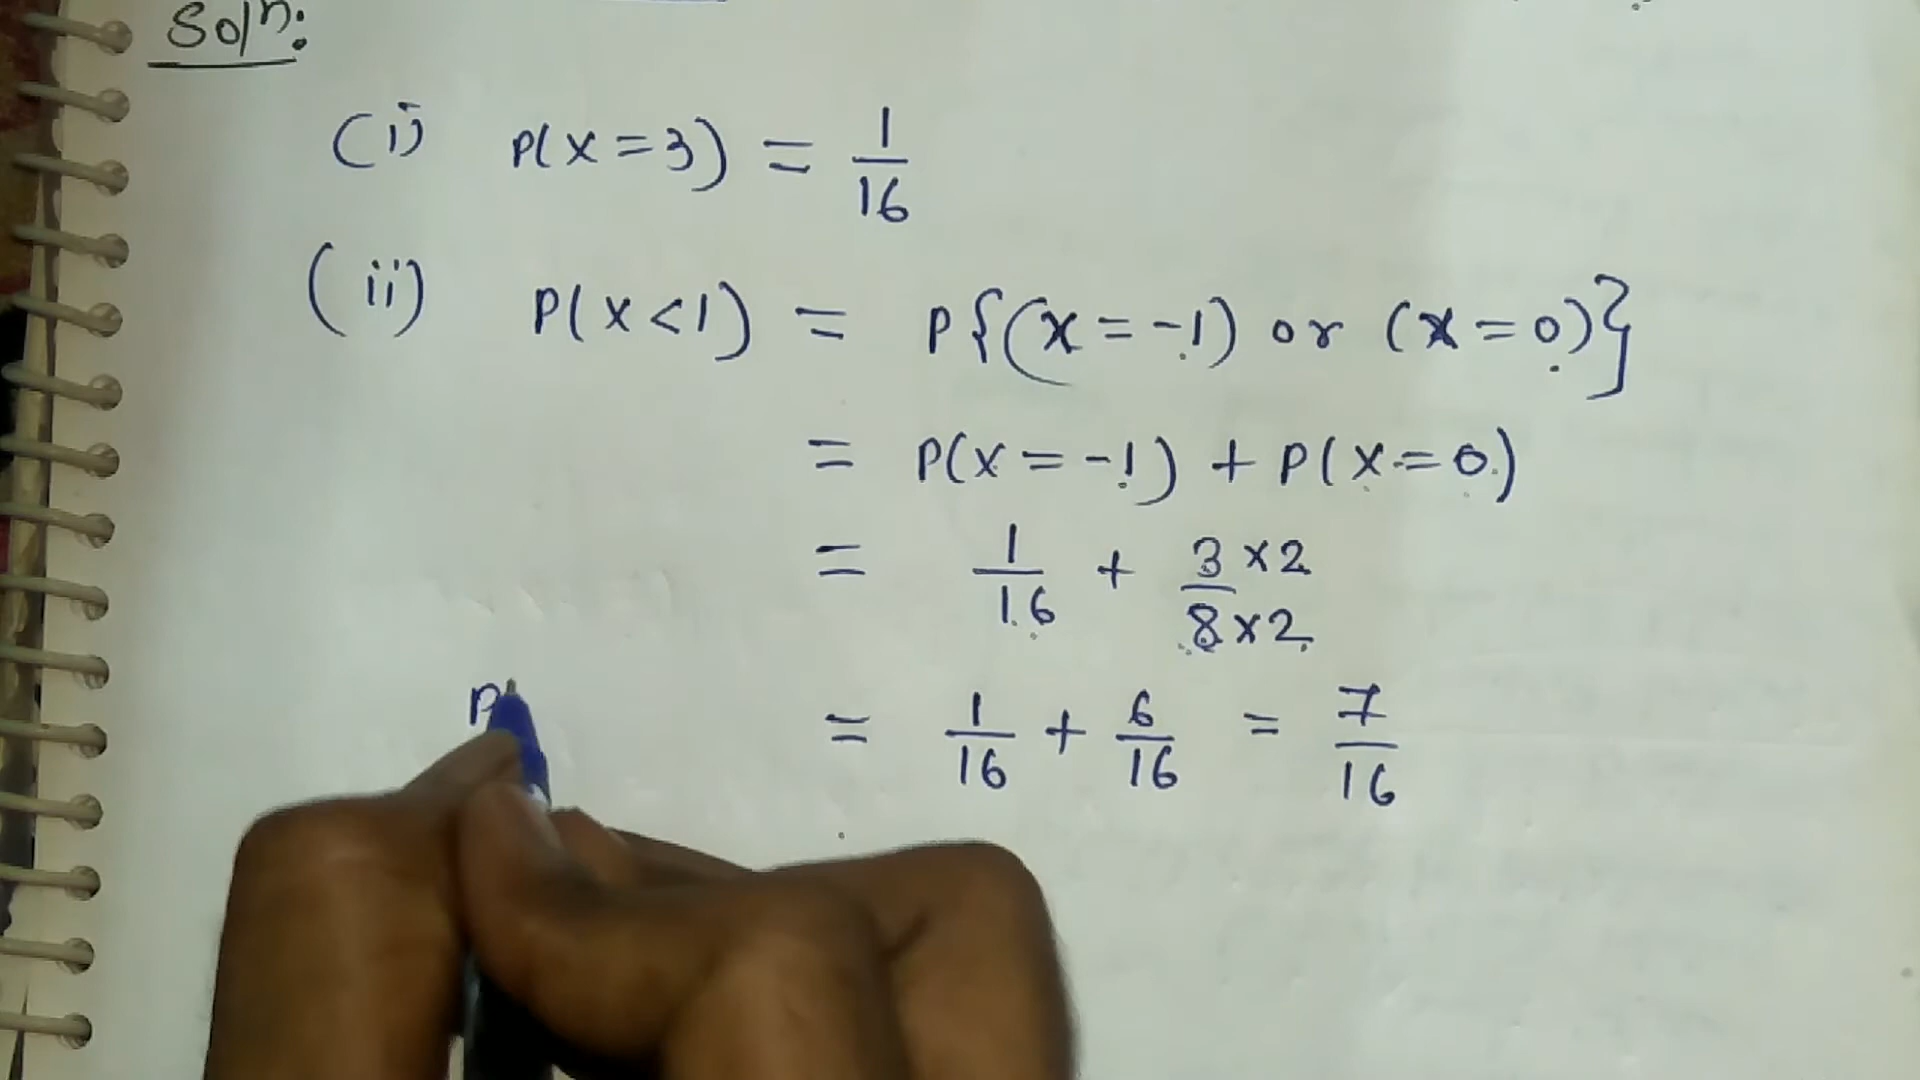 Soln:
(i) P(X=3) = 1/16
(ii) P(X<1) = P{(X=-1) or (X=0)}
= P(X=-1) + P(X=0)
= 1/16 + 3×2/8×2
P = 1/16 + 6/16 = 7/16